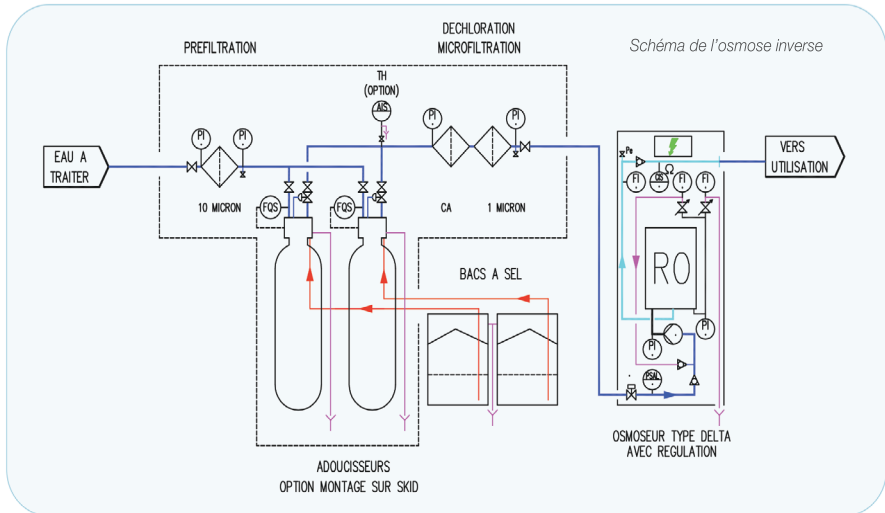 Schéma de l'osmose inverse
PREFILTRATION
DECHLORATION
MICROFILTRATION
TH
(OPTION)
AIS
PI
PI
PI
PI
EAU A
TRAITER
10 MICRON
FQS
FQS
CA
1 MICRON
BACS A SEL
Pe
FI
QS
Ω
FI
FI
RO
PI
PI
PSAL
VERS
UTILISATION
OSMOSEUR TYPE DELTA
AVEC REGULATION
ADOUCISSEURS
OPTION MONTAGE SUR SKID